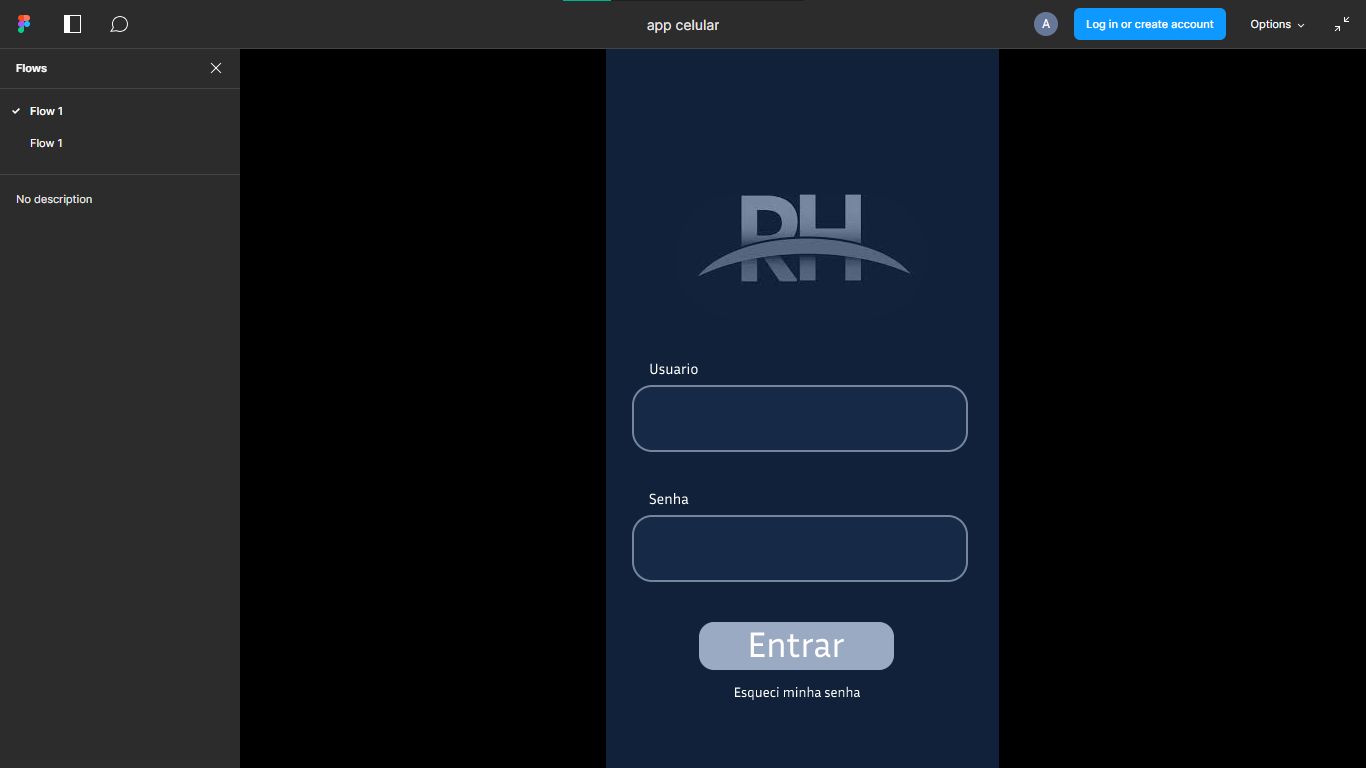 app celular
A
Log in or create account
Options
Flows
Flow 1
Flow 1
No description
RH
Usuario
Senha
Entrar
Esqueci minha senha